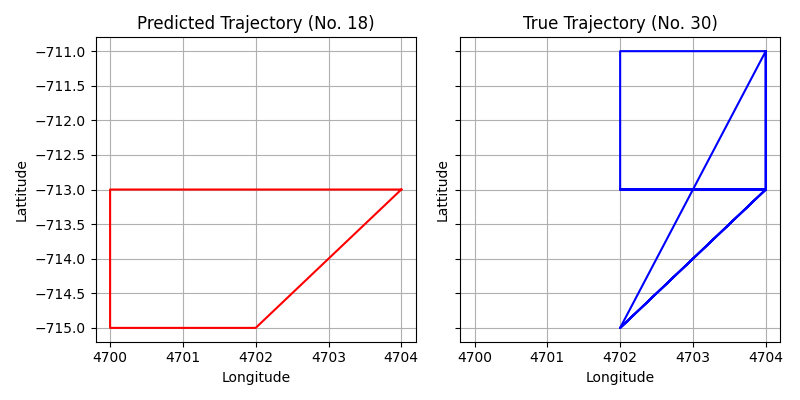 Predicted Trajectory (No. 18)
True Trajectory (No. 30)
−711.0
−711.5
−712.0
−712.5
−713.0
−713.5
−714.0
−714.5
−715.0
Lattitude
Lattitude
4700 4701 4702 4703 4704
4700 4701 4702 4703 4704
Longitude
Longitude